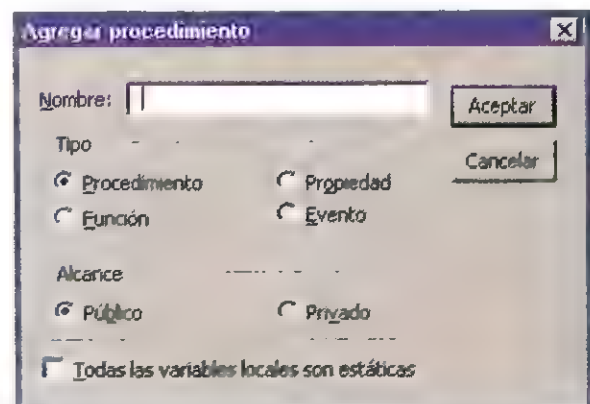 Agregar procedimiento
Nombre:
Aceptar
Tipo
Cancelar
Procedimiento
Propiedad
Función
Evento
Alcance
Público
Privado
Todas las variables locales son estáticas